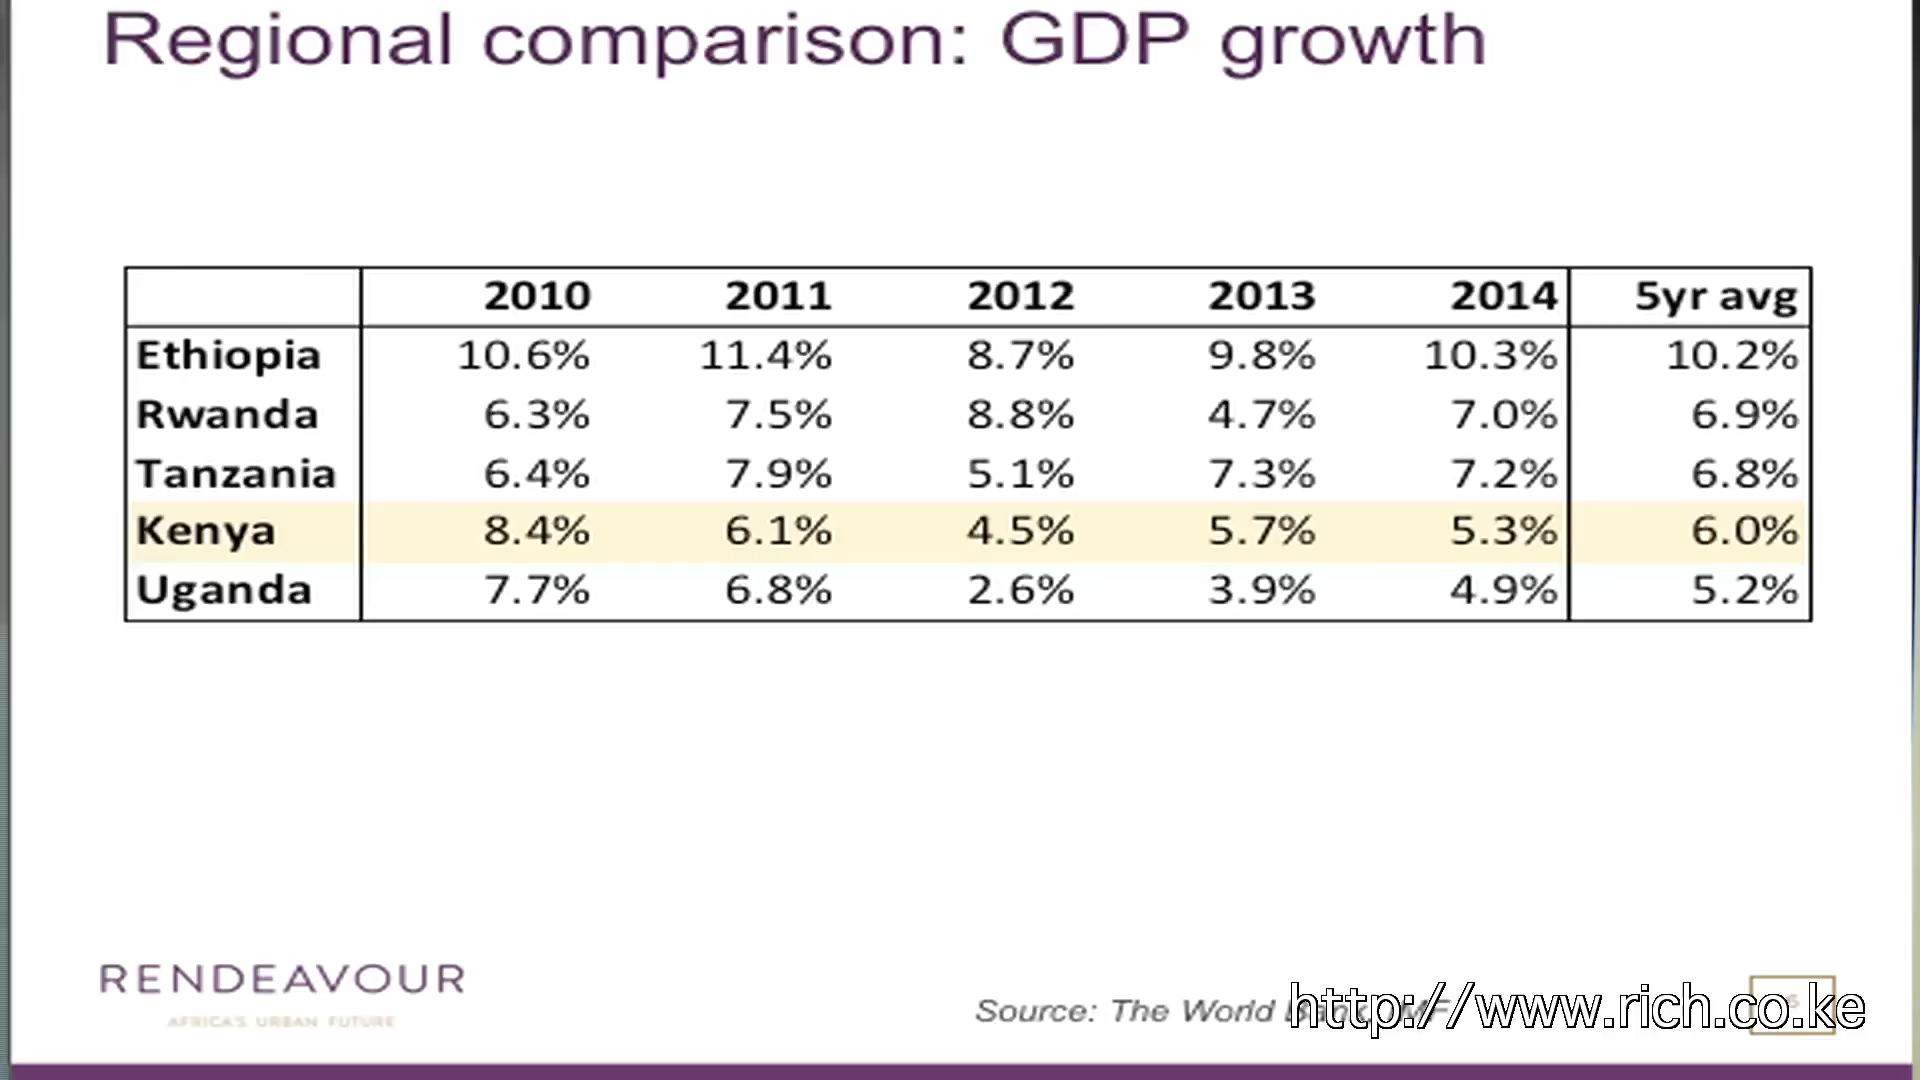 Regional comparison: GDP growth
2010 2011 2012 2013 2014 5yr avg
Ethiopia 10.6% 11.4% 8.7% 9.8% 10.3% 10.2%
Rwanda 6.3% 7.5% 8.8% 4.7% 7.0% 6.9%
Tanzania 6.4% 7.9% 5.1% 7.3% 7.2% 6.8%
Kenya 8.4% 6.1% 4.5% 5.7% 5.3% 6.0%
Uganda 7.7% 6.8% 2.6% 3.9% 4.9% 5.2%
RENDEAVOUR
AFRICA'S URBAN FUTURE
Source: The World Bank, IMF
http://www.rich.co.ke